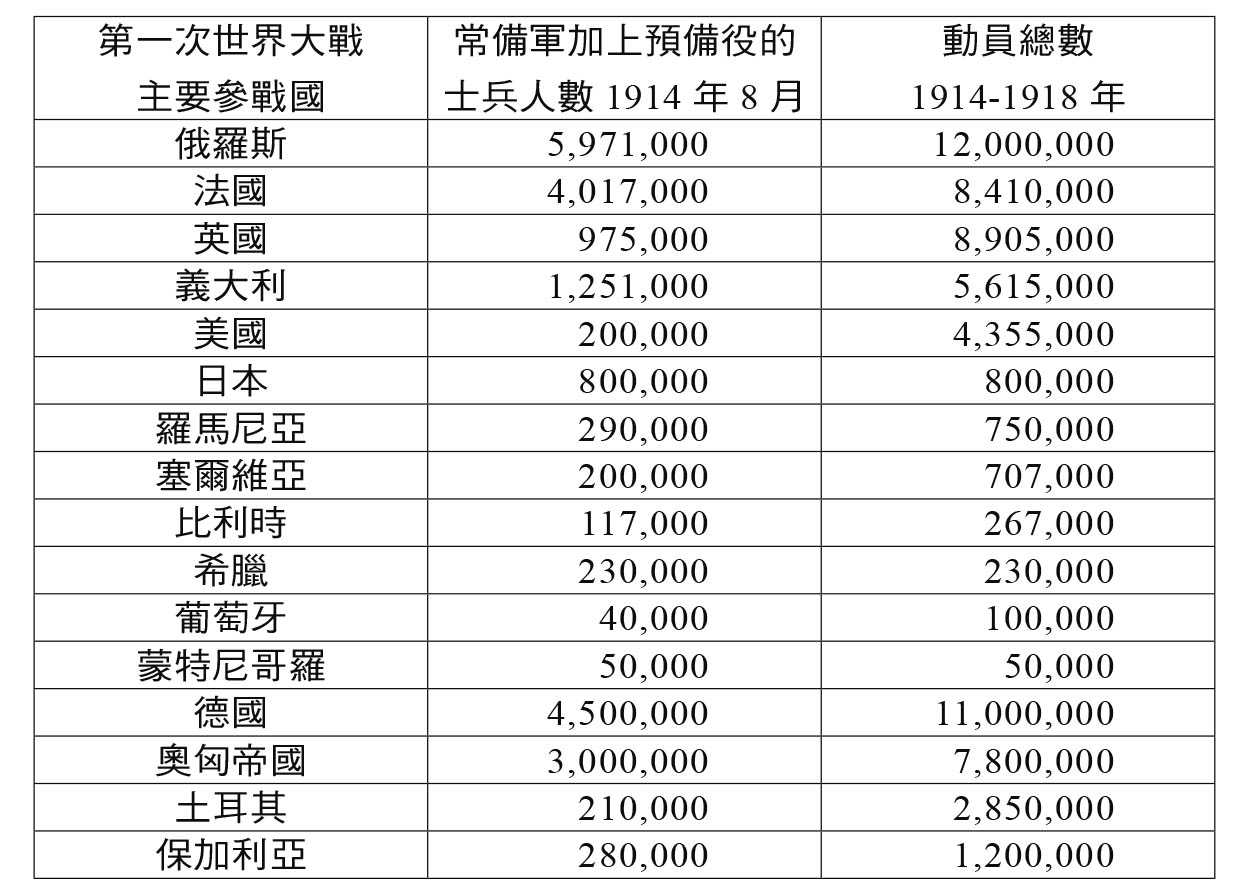 第一次世界大戰 常備軍加上預備役的 動員總數
主要參戰國 士兵人數 1914 年 8 月 1914-1918 年
俄羅斯 5,971,000 12,000,000
法國 4,017,000 8,410,000
英國 975,000 8,905,000
義大利 1,251,000 5,615,000
美國 200,000 4,355,000
日本 800,000 800,000
羅馬尼亞 290,000 750,000
塞爾維亞 200,000 707,000
比利時 117,000 267,000
希臘 230,000 230,000
葡萄牙 40,000 100,000
蒙特尼哥羅 50,000 50,000
德國 4,500,000 11,000,000
奧匈帝國 3,000,000 7,800,000
土耳其 210,000 2,850,000
保加利亞 280,000 1,200,000